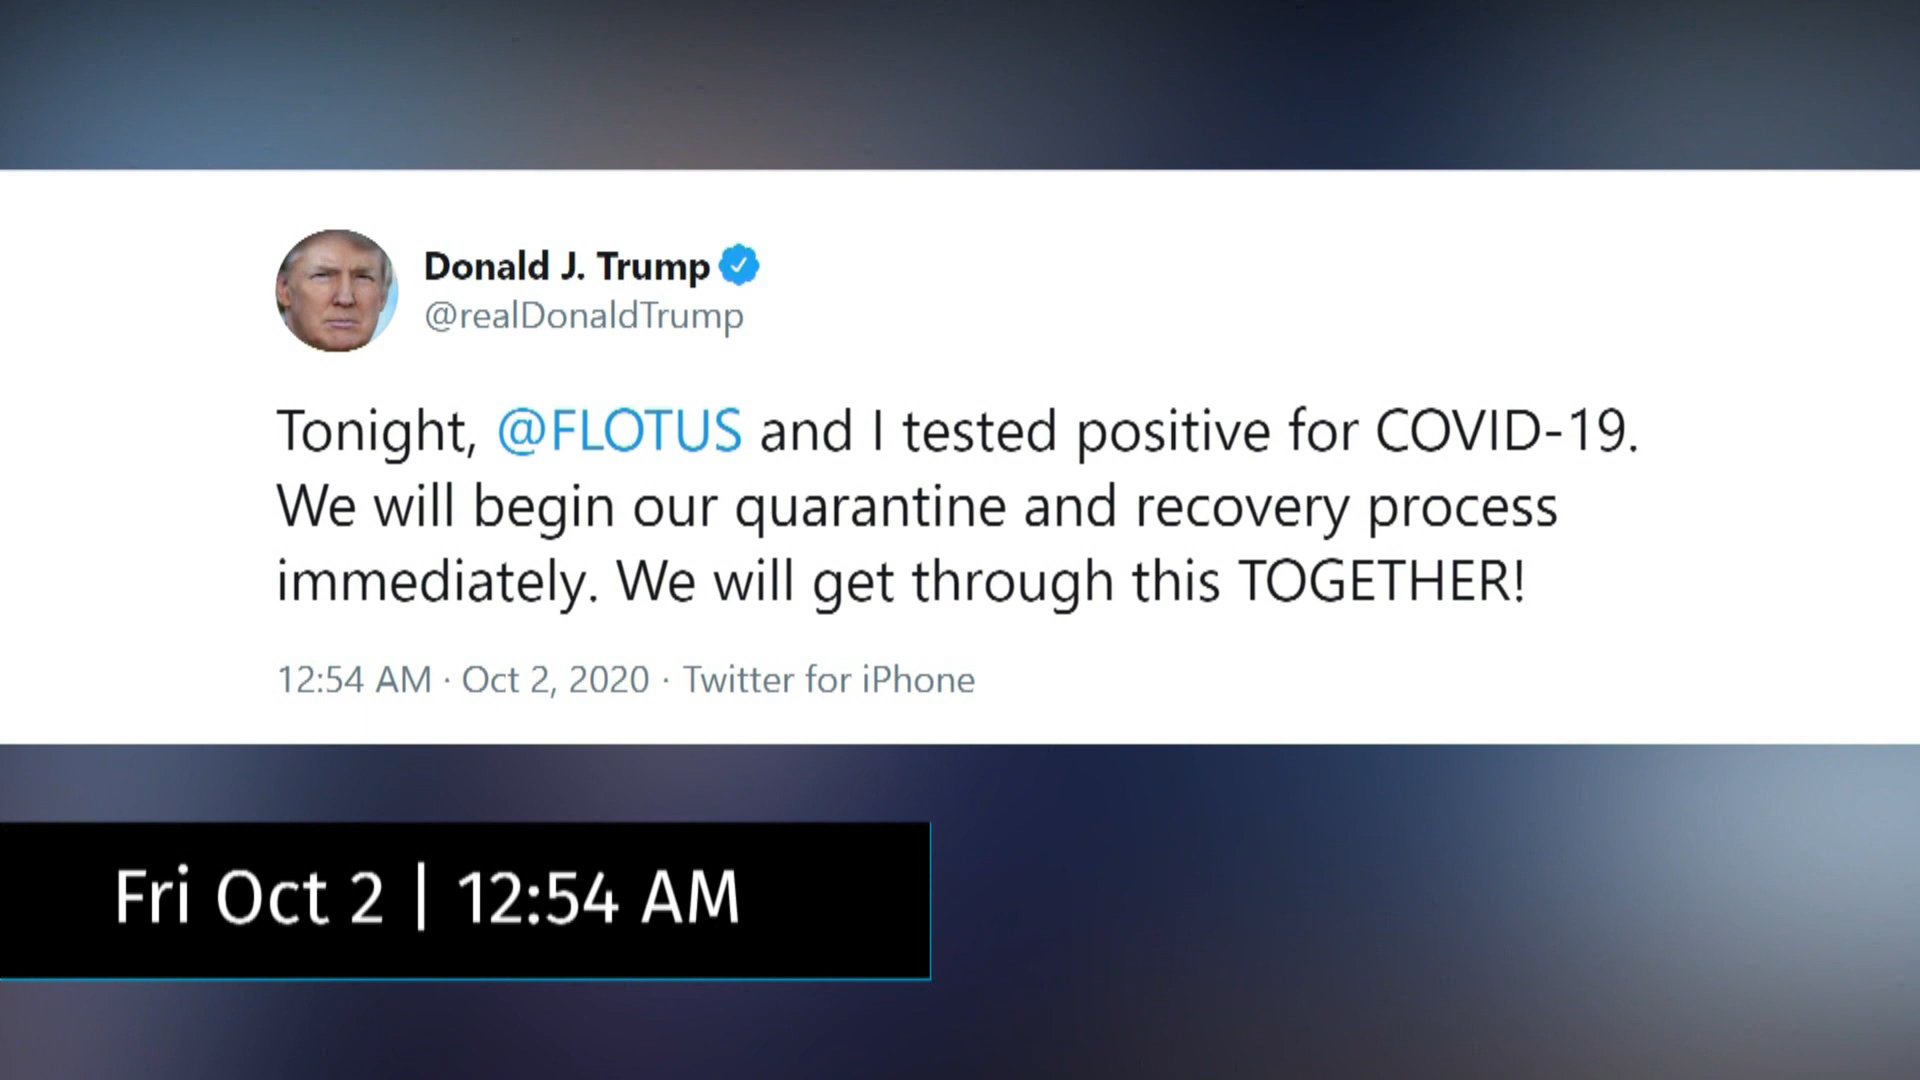 Donald J. Trump
@realDonaldTrump
Tonight, @FLOTUS and I tested positive for COVID-19.
We will begin our quarantine and recovery process
immediately. We will get through this TOGETHER!
12:54 AM · Oct 2, 2020 · Twitter for iPhone
Fri Oct 2 | 12:54 AM